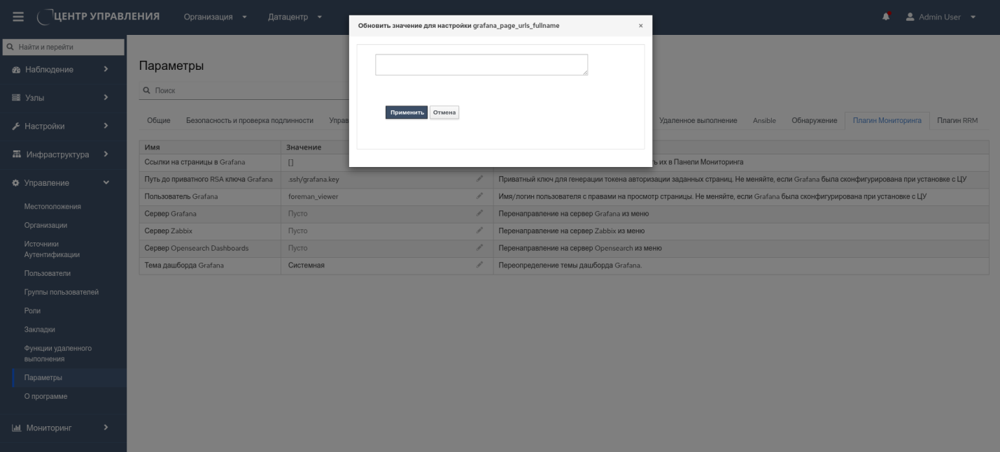 ЦЕНТР УПРАВЛЕНИЯ Организация Датацентр Admin User
Обновить значение для настройки grafana_page_urls_fullname ×
Применить Отмена
Найти и перейти
Наблюдение
Узлы
Настройки
Инфраструктура
Управление
Местоположения
Организации
Источники
Аутентификации
Пользователи
Группы пользователей
Роли
Закладки
Функции удаленного
выполнения
Параметры
О программе
Мониторинг
Параметры
Поиск
Общие Безопасность и проверка подлинности Управ Удаленное выполнение Ansible Обнаружение Плагин Мониторинга Плагин RRM
Имя Значение
Ссылки на страницы в Grafana [] их в Панели Мониторинга
Путь до приватного RSA ключа Grafana .ssh/grafana.key Приватный ключ для генерации токена авторизации заданных страниц. Не меняйте, если Grafana была сконфигурирована при установке с ЦУ
Пользователь Grafana foreman_viewer Имя/логин пользователя с правами на просмотр страницы. Не меняйте, если Grafana была сконфигурирована при установке с ЦУ
Сервер Grafana Пусто Перенаправление на сервер Grafana из меню
Сервер Zabbix Пусто Перенаправление на сервер Zabbix из меню
Сервер Opensearch Dashboards Пусто Перенаправление на сервер Opensearch из меню
Тема дашборда Grafana Системная Переопределение темы дашборда Grafana.